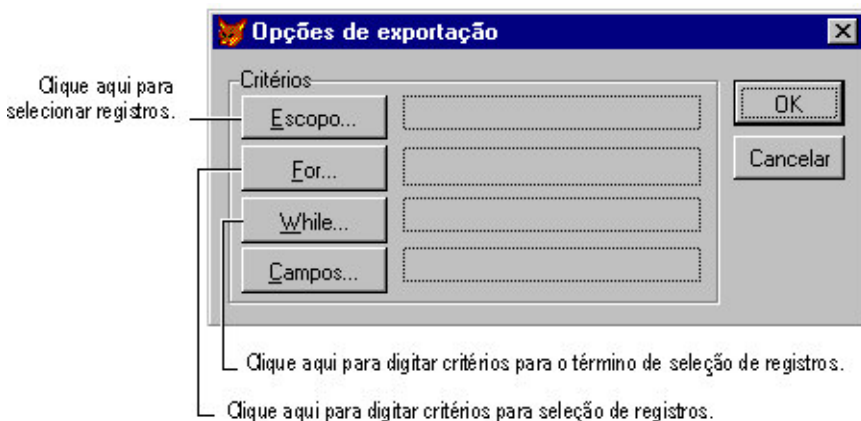 Opções de exportação
Clique aqui para
selecionar registros.
Critérios
Escopo...
For...
While...
Campos...
OK
Cancelar
Clique aqui para digitar critérios para o término de seleção de registros.
Clique aqui para digitar critérios para seleção de registros.